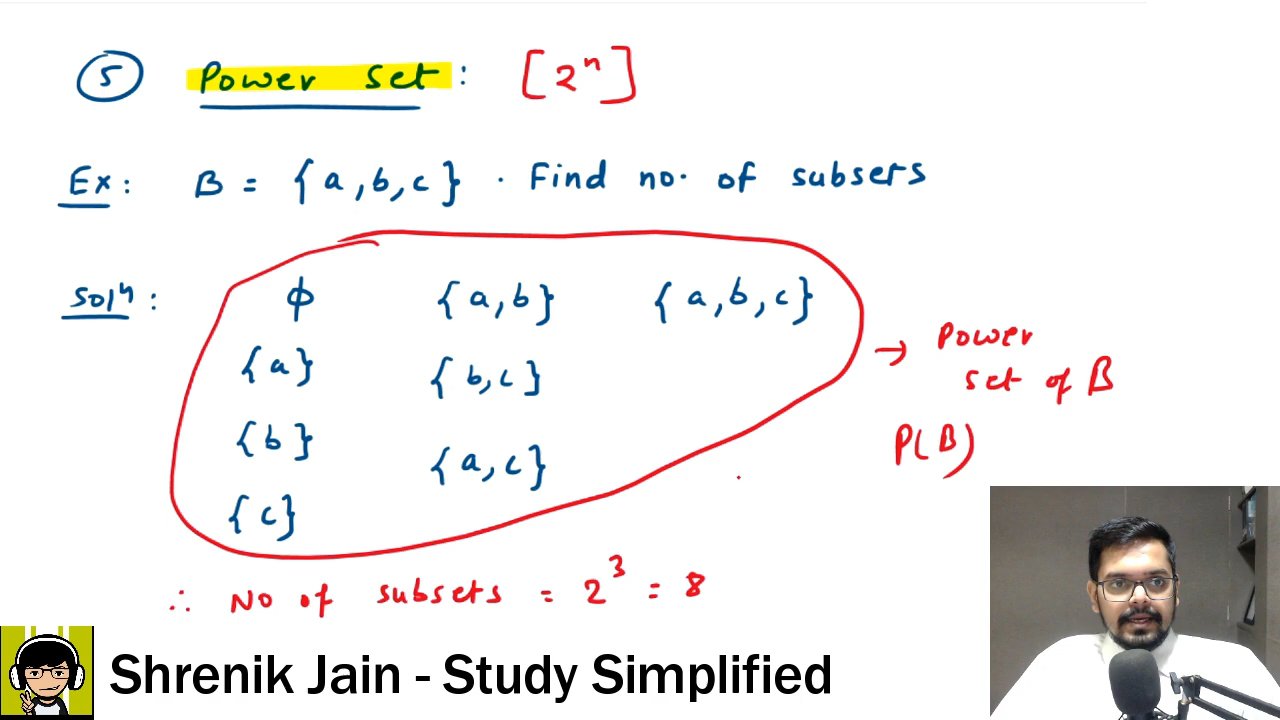 5 Power set : [2ⁿ]
Ex : B = {a, b, c} . Find no. of subsers
Solⁿ : ϕ {a, b} {a, b, c}
{a} {b, c}
{b} {a, c}
{c}
→ Power
set of B
P(B)
∴ No of subsets = 2³ = 8
Shrenik Jain - Study Simplified